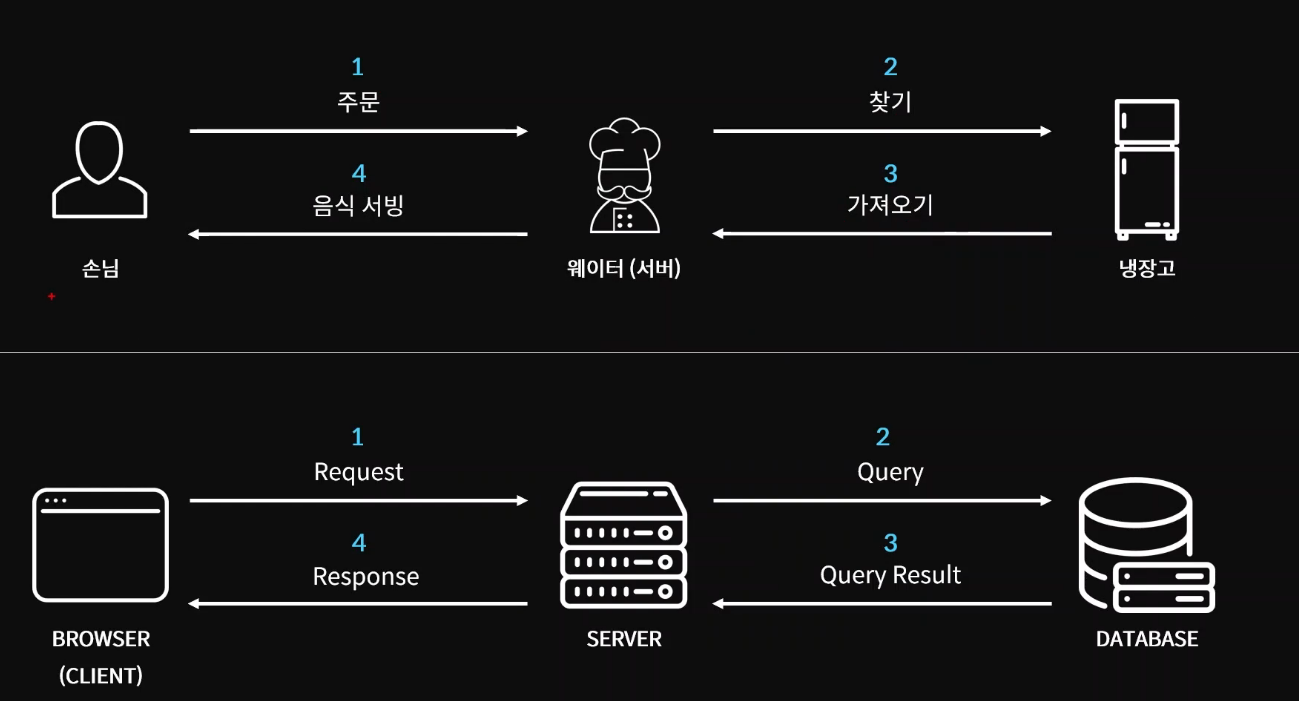 1
주문
2
찾기
4
음식 서빙
3
가져오기
손님
웨이터 (서버)
냉장고
1
Request
2
Query
4
Response
3
Query Result
BROWSER
(CLIENT)
SERVER
DATABASE